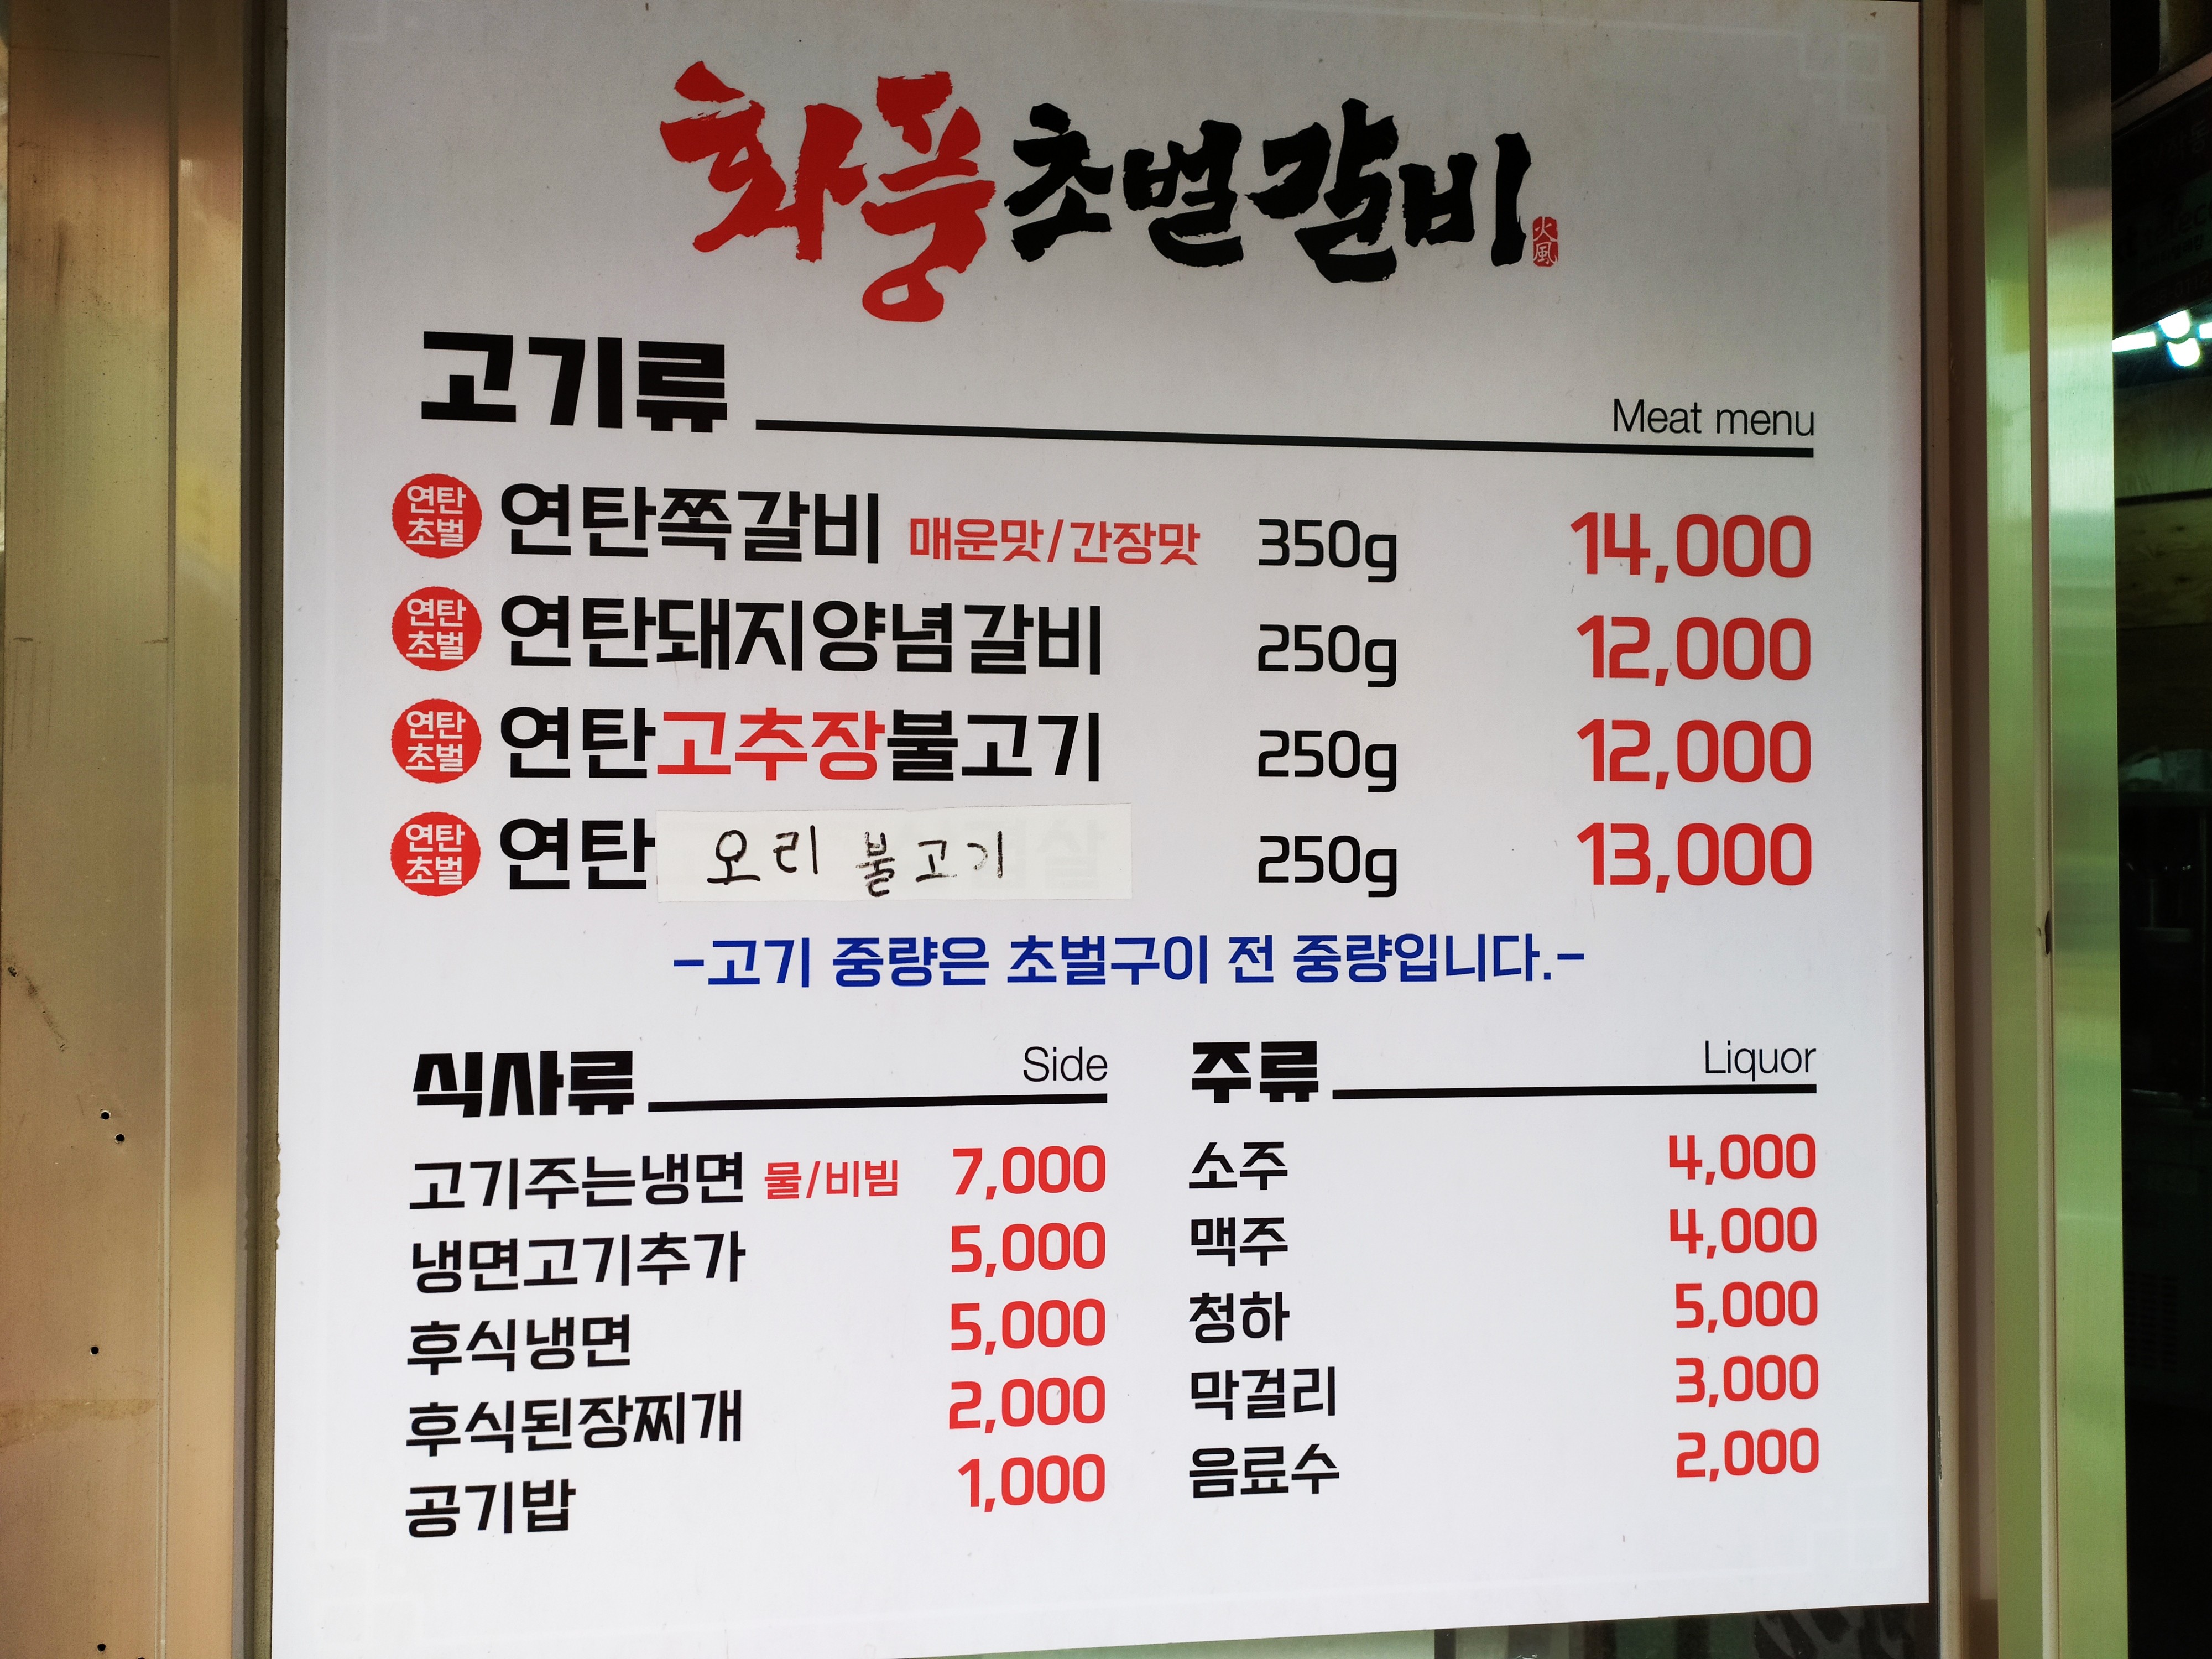 화풍초벌갈비
火風
고기류 Meat menu
연탄초벌 연탄쪽갈비 매운맛/간장맛 350g 14,000
연탄초벌 연탄돼지양념갈비 250g 12,000
연탄초벌 연탄고추장불고기 250g 12,000
연탄초벌 연탄 오리 불고기 250g 13,000
-고기 중량은 초벌구이 전 중량입니다.-
식사류 Side
고기주는냉면 물/비빔 7,000
냉면고기추가 5,000
후식냉면 5,000
후식된장찌개 2,000
공기밥 1,000
주류 Liquor
소주 4,000
맥주 4,000
청하 5,000
막걸리 3,000
음료수 2,000